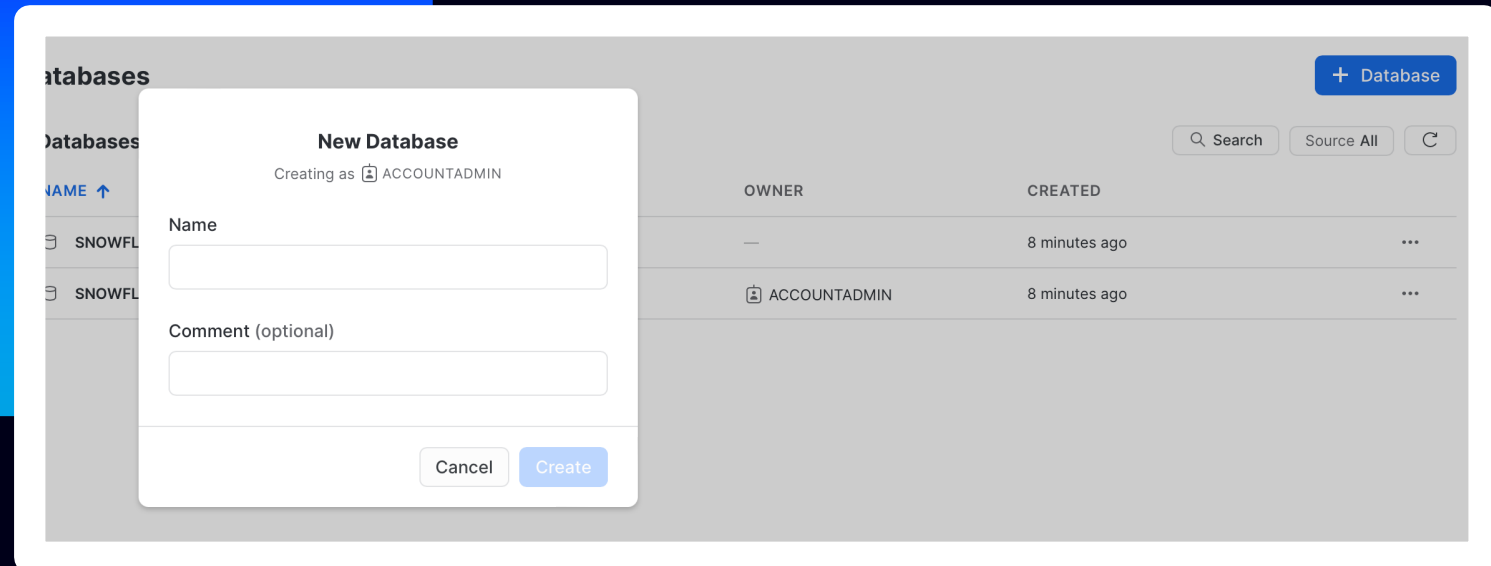 atabases
+ Database
Databases
Search
Source All
NAME ↑
OWNER
CREATED
SNOWFL
—
8 minutes ago
...
SNOWFL
ACCOUNTADMIN
8 minutes ago
...
New Database
Creating as ACCOUNTADMIN
Name
Comment (optional)
Cancel
Create